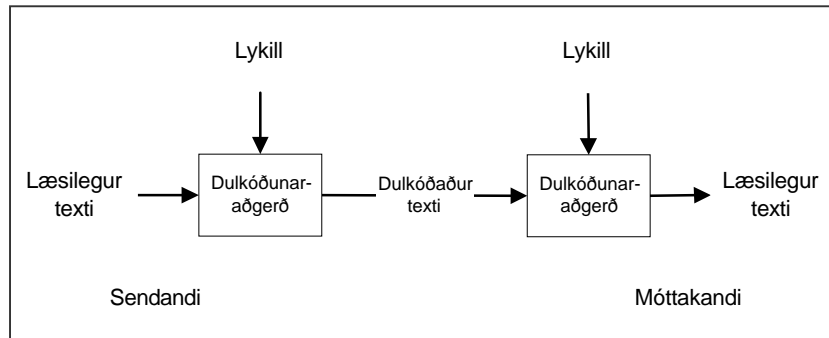 Lykill
Lykill
Læsilegur
texti
Dulkóðunar-
aðgerð
Dulkóðaður
texti
Dulkóðunar-
aðgerð
Læsilegur
texti
Sendandi
Móttakandi